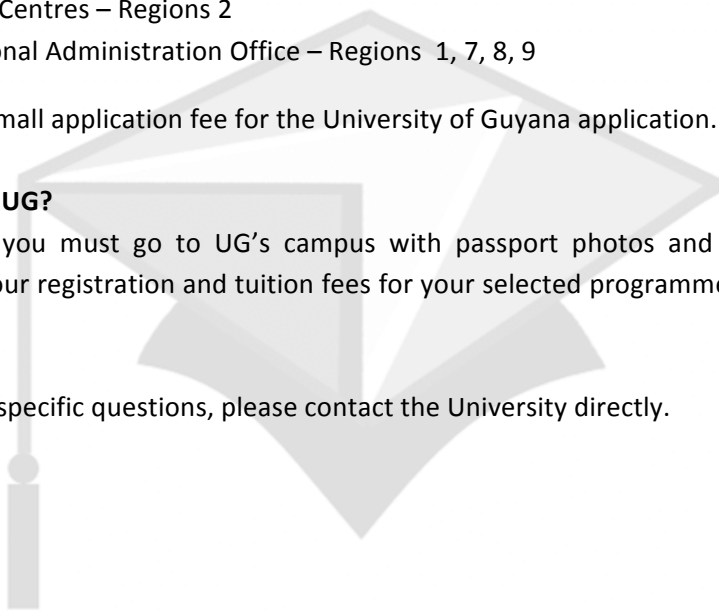 Centres – Regions 2
onal Administration Office – Regions 1, 7, 8, 9
mall application fee for the University of Guyana application.
UG?
you must go to UG's campus with passport photos and
our registration and tuition fees for your selected programme
specific questions, please contact the University directly.